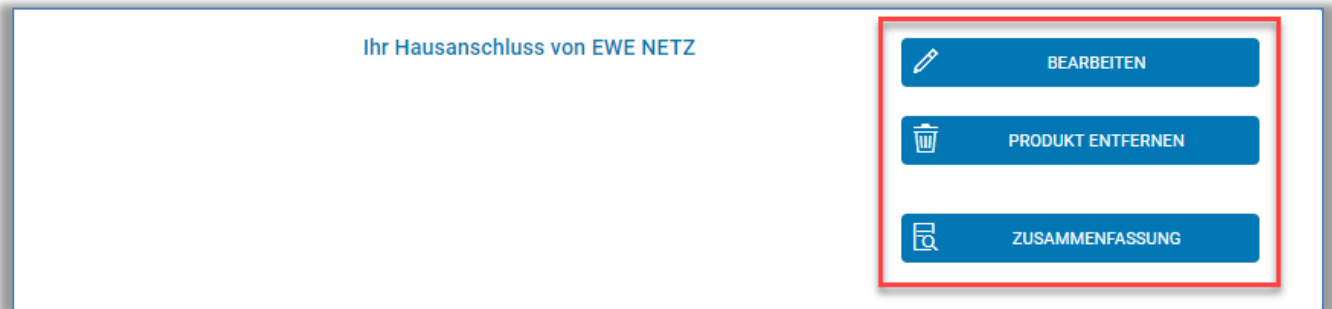 Ihr Hausanschluss von EWE NETZ
BEARBEITEN
PRODUKT ENTFERNEN
ZUSAMMENFASSUNG